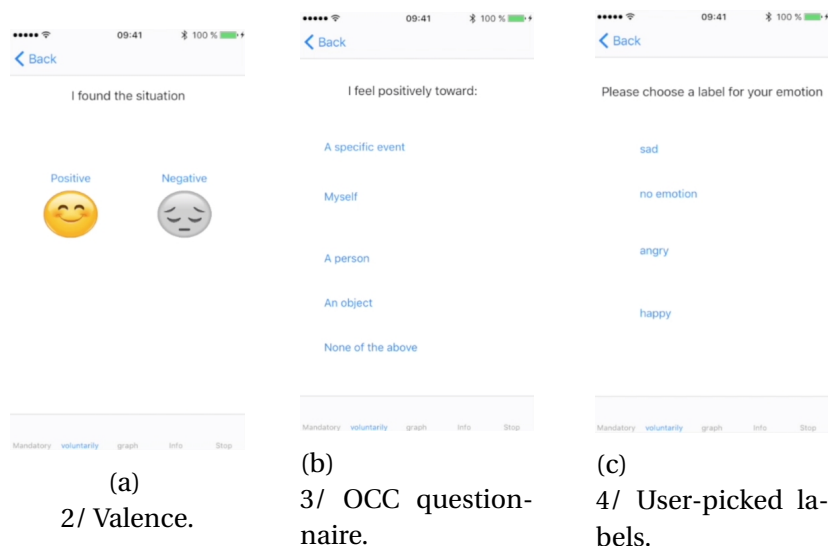 09:41 100 %
Back
I found the situation
Positive Negative
Mandatory voluntarily graph Info Stop
(a)
2/ Valence.
09:41 100 %
Back
I feel positively toward:
A specific event
Myself
A person
An object
None of the above
Mandatory voluntarily graph Info Stop
(b)
3/ OCC question-
naire.
09:41 100 %
Back
Please choose a label for your emotion
sad
no emotion
angry
happy
Mandatory voluntarily graph Info Stop
(c)
4/ User-picked la-
bels.